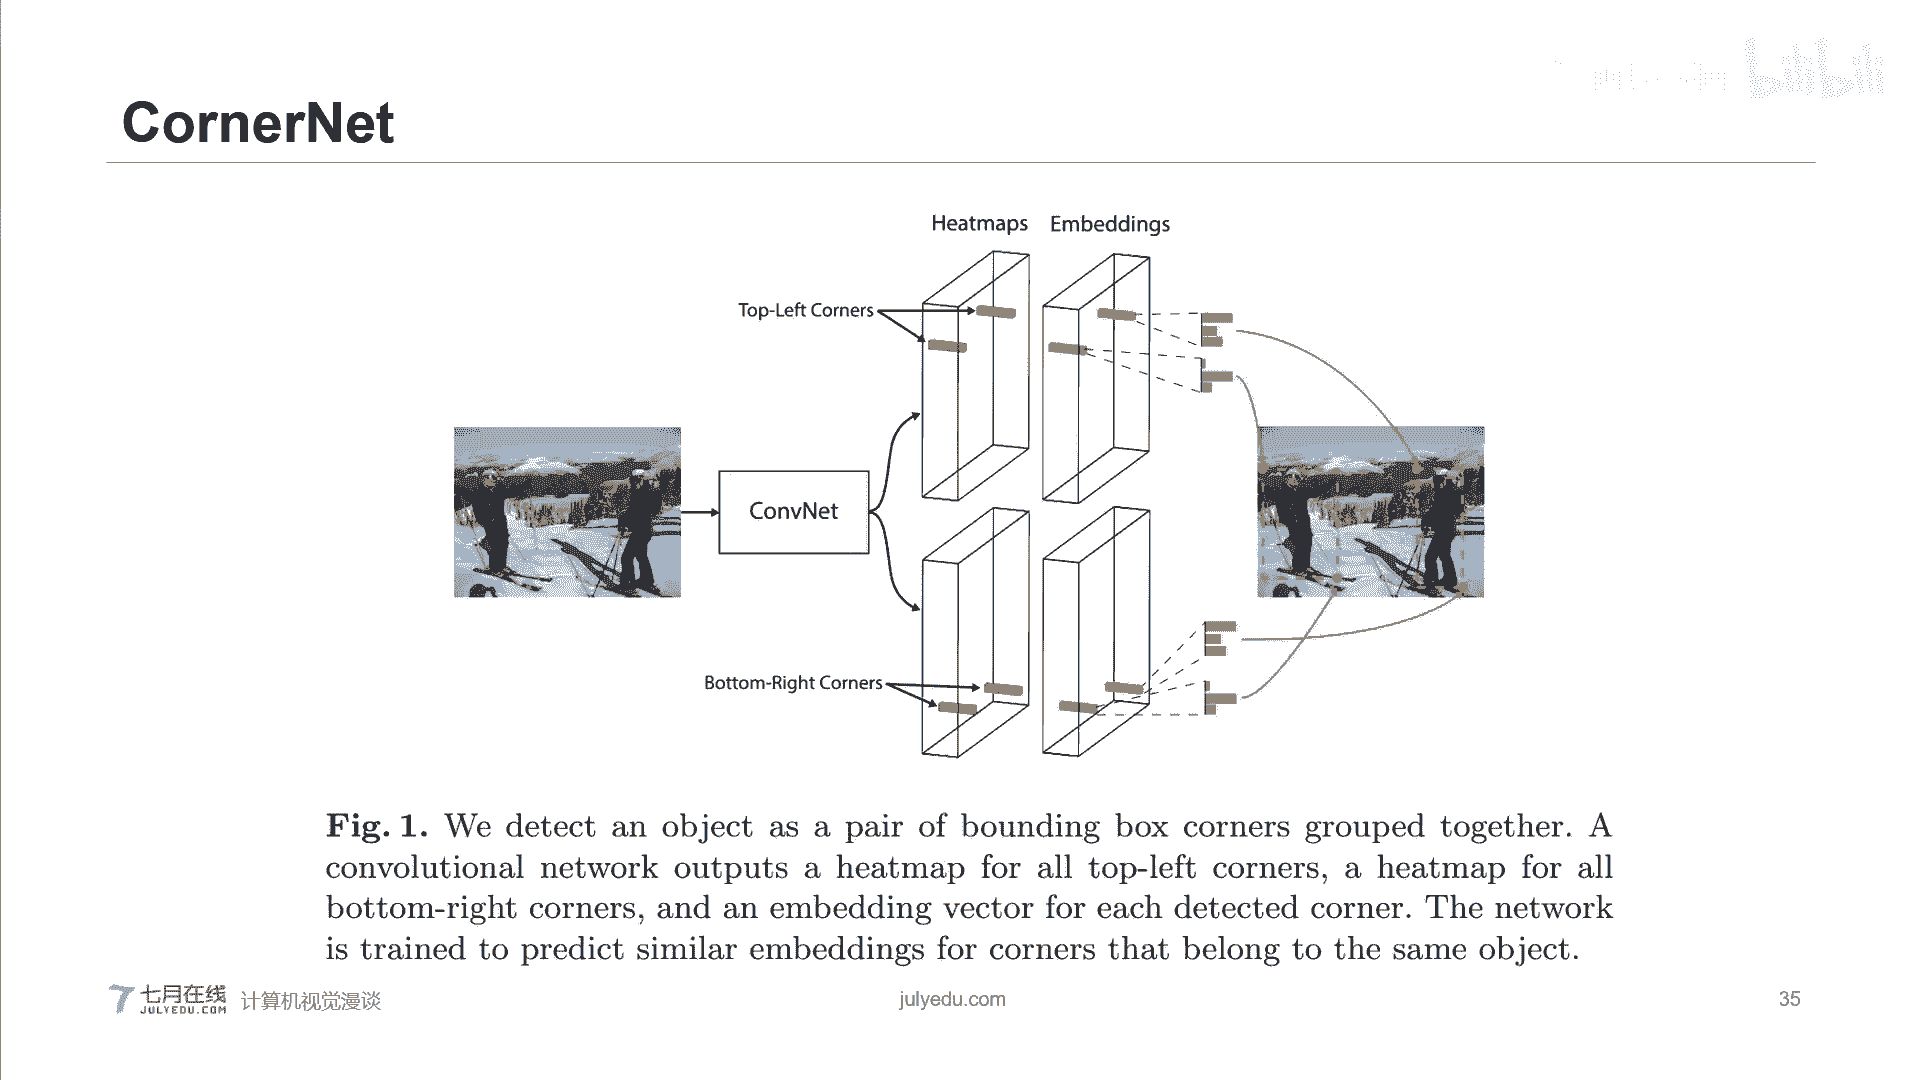 bilibili
CornerNet
Heatmaps Embeddings
Top-Left Corners
ConvNet
Bottom-Right Corners
Fig. 1. We detect an object as a pair of bounding box corners grouped together. A
convolutional network outputs a heatmap for all top-left corners, a heatmap for all
bottom-right corners, and an embedding vector for each detected corner. The network
is trained to predict similar embeddings for corners that belong to the same object.
七月在线
JULYEDU.COM
计算机视觉漫谈
julyedu.com
35